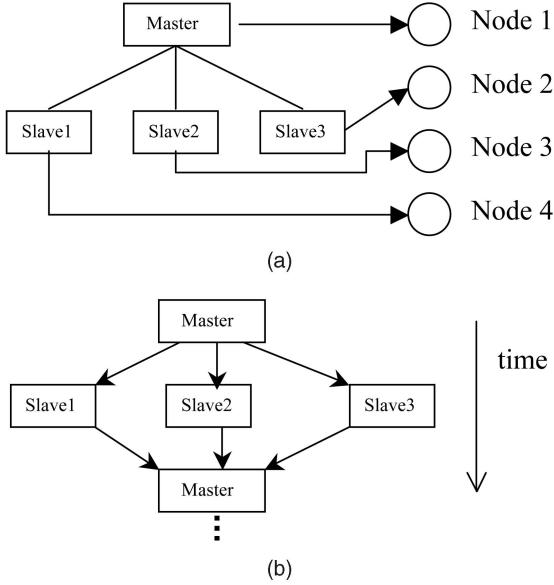 Master
Node 1
Node 2
Slave1
Slave2
Slave3
Node 3
Node 4
(a)
Master
time
Slave1
Slave2
Slave3
Master
(b)